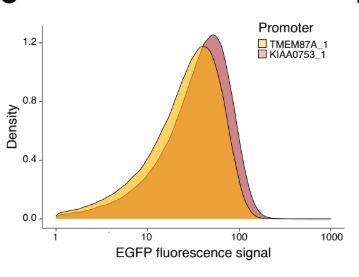 Promoter
TMEM87A_1
KIAA0753_1
1.2
0.8
0.4
0.0
Density
1 10 100 1000
EGFP fluorescence signal